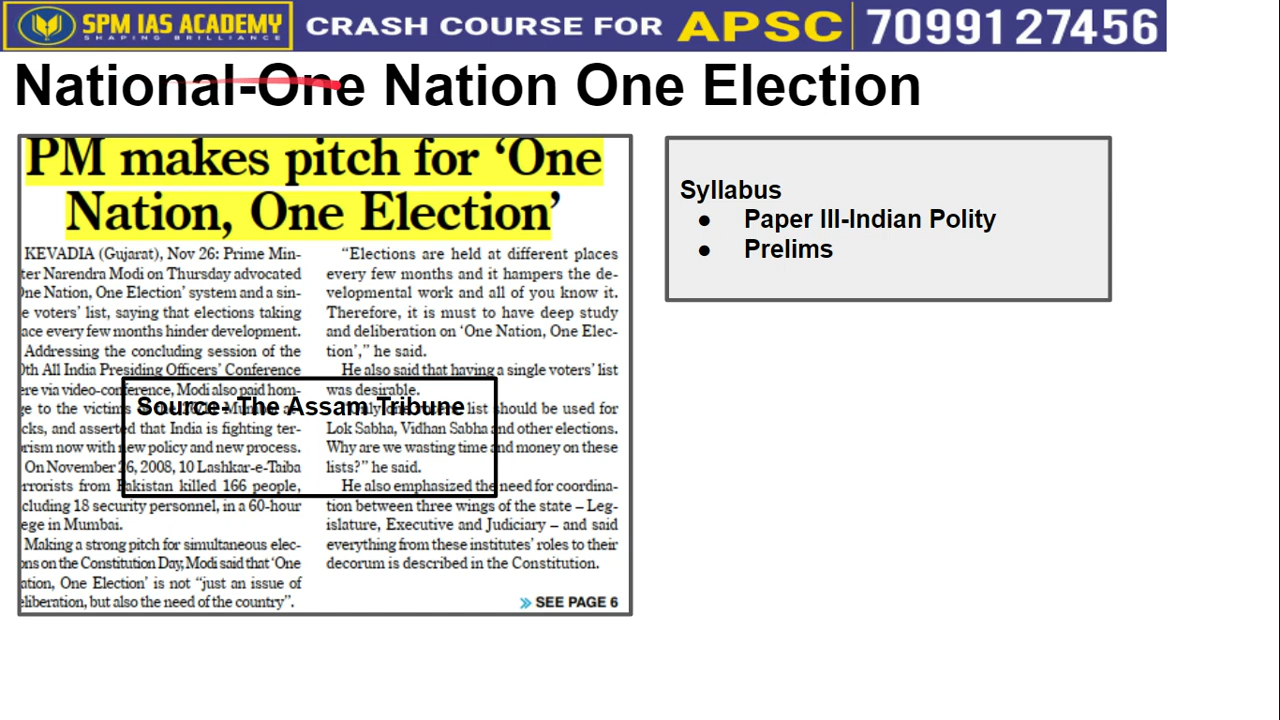 SPM IAS ACADEMY
SHAPING BRILLIANCE
CRASH COURSE FOR APSC 7099127456
National-One Nation One Election
PM makes pitch for ‘One
Nation, One Election’
KEVADIA (Gujarat), Nov 26: Prime Min-
ter Narendra Modi on Thursday advocated
One Nation, One Election’ system and a sin-
e voters’ list, saying that elections taking
ace every few months hinder development.
Addressing the concluding session of the
0th All India Presiding Officers’ Conference
ere via video-conference, Modi also paid hom-
ge to the victims of the 26/11 Mumbai at-
cks, and asserted that India is fighting ter-
rism now with new policy and new process.
On November 26, 2008, 10 Lashkar-e-Taiba
rrorists from Pakistan killed 166 people,
cluding 18 security personnel, in a 60-hour
ege in Mumbai.
Making a strong pitch for simultaneous elec-
ons on the Constitution Day, Modi said that ‘One
ation, One Election’ is not “just an issue of
eliberation, but also the need of the country”.
“Elections are held at different places
every few months and it hampers the de-
velopmental work and all of you know it.
Therefore, it is must to have deep study
and deliberation on ‘One Nation, One Elec-
tion’,” he said.
He also said that having a single voters’ list
was desirable.
“Only one voters list should be used for
Lok Sabha, Vidhan Sabha and other elections.
Why are we wasting time and money on these
lists?” he said.
He also emphasized the need for coordina-
tion between three wings of the state – Leg-
islature, Executive and Judiciary – and said
everything from these institutes’ roles to their
decorum is described in the Constitution.
SEE PAGE 6
Source- The Assam Tribune
Syllabus
● Paper III-Indian Polity
● Prelims